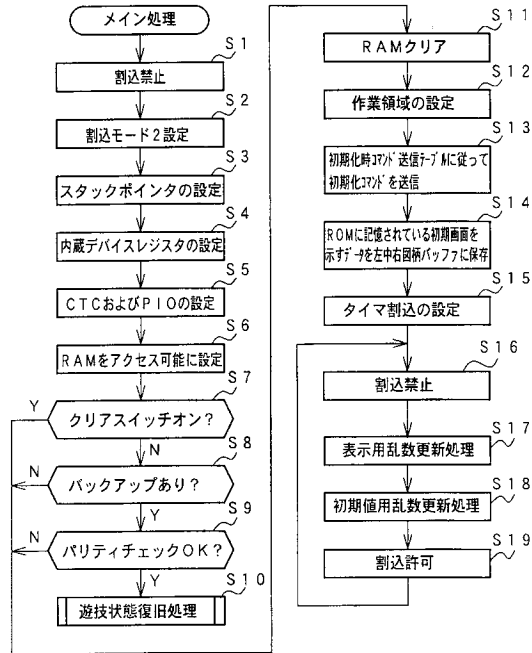 メイン処理
S1
割込禁止
S2
割込モード2設定
S3
スタックポインタの設定
S4
内蔵デバイスレジスタの設定
S5
CTCおよびPIOの設定
S6
RAMをアクセス可能に設定
S7
Y
クリアスイッチオン?
N
S8
N
バックアップあり?
Y
S9
N
パリティチェックOK?
Y
S10
遊技状態復旧処理
S11
RAMクリア
S12
作業領域の設定
S13
初期化時コマンド送信テーブルに従って
初期化コマンドを送信
S14
ROMに記憶されている初期画面を
示すデータを左中右図柄バッファに保存
S15
タイマ割込の設定
S16
割込禁止
S17
表示用乱数更新処理
S18
初期値用乱数更新処理
S19
割込許可